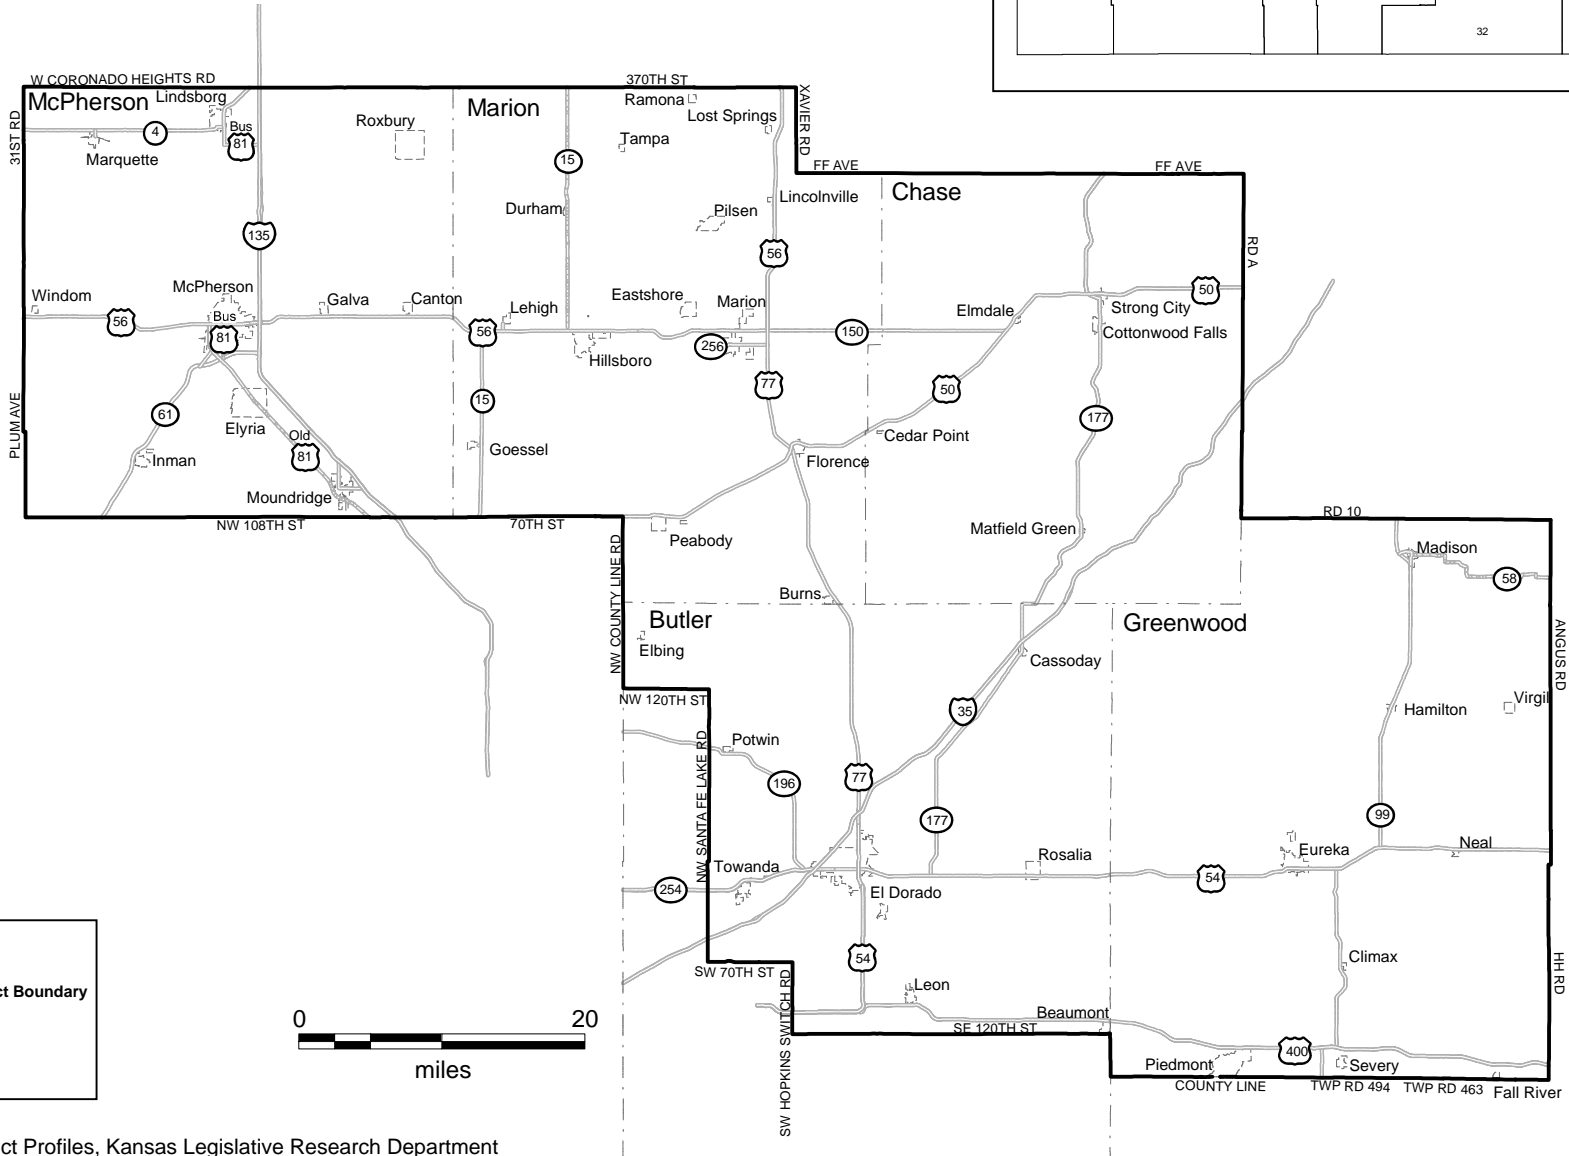 32
W CORONADO HEIGHTS RD
370TH ST
McPherson
Lindsborg
Marion
Ramona
Lost Springs
XAVIER RD
31ST RD
4
Bus
81
Marquette
Roxbury
15
Tampa
FF AVE
FF AVE
Chase
Durham
Pilsen
Lincolnville
135
56
RD A
Windom
McPherson
Galva
Canton
Lehigh
Eastshore
Marion
Elmdale
50
Strong City
Cottonwood Falls
56
Bus
81
56
256
150
Hillsboro
77
50
177
PLUM AVE
61
Elyria
15
Old
81
Inman
Goessel
Cedar Point
Florence
Moundridge
NW 108TH ST
70TH ST
Peabody
Matfield Green
RD 10
Madison
58
NW COUNTY LINE RD
Burns
Butler
Greenwood
Elbing
Cassoday
ANGUS RD
NW 120TH ST
35
Hamilton
Virgil
Potwin
NW SANTA FE LAKE RD
196
77
177
99
Towanda
Rosalia
Eureka
Neal
254
El Dorado
54
54
SW 70TH ST
Climax
HH RD
ct Boundary
Leon
Beaumont
SE 120TH ST
SW HOPKINS SWITCH RD
0
20
miles
400
Piedmont
Severy
COUNTY LINE
TWP RD 494
TWP RD 463
Fall River
ct Profiles, Kansas Legislative Research Department